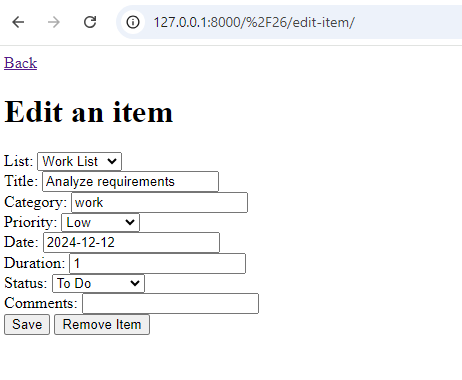 127.0.0.1:8000/%2F26/edit-item/
Back
Edit an item
List: Work List
Title: Analyze requirements
Category: work
Priority: Low
Date: 2024-12-12
Duration: 1
Status: To Do
Comments:
Save Remove Item